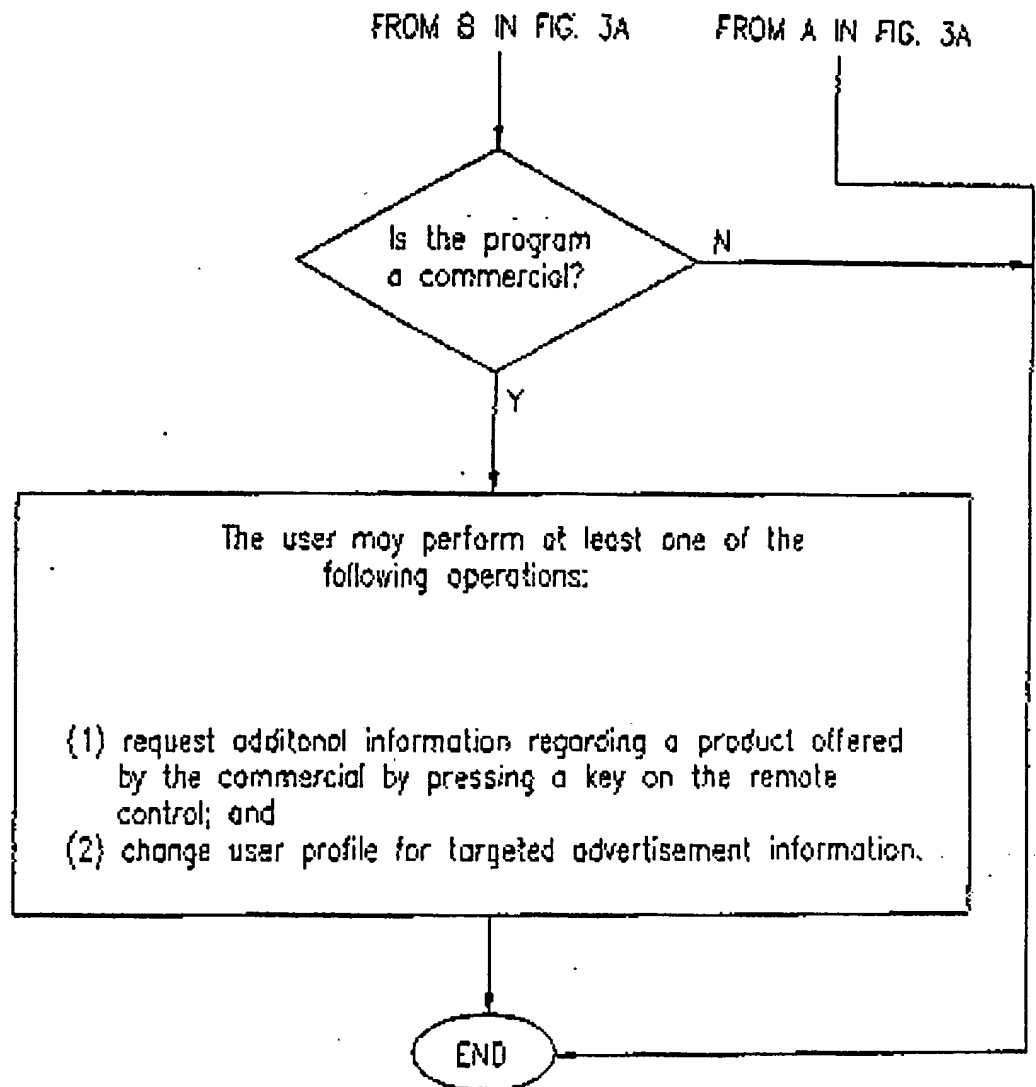 FROM B IN FIG. 3A
FROM A IN FIG. 3A
Is the program
a commercial?
N
Y
The user may perform at least one of the
following operations:
(1) request additonal information regarding a product offered
by the commercial by pressing a key on the remote
control; and
(2) change user profile for targeted advertisement information.
END